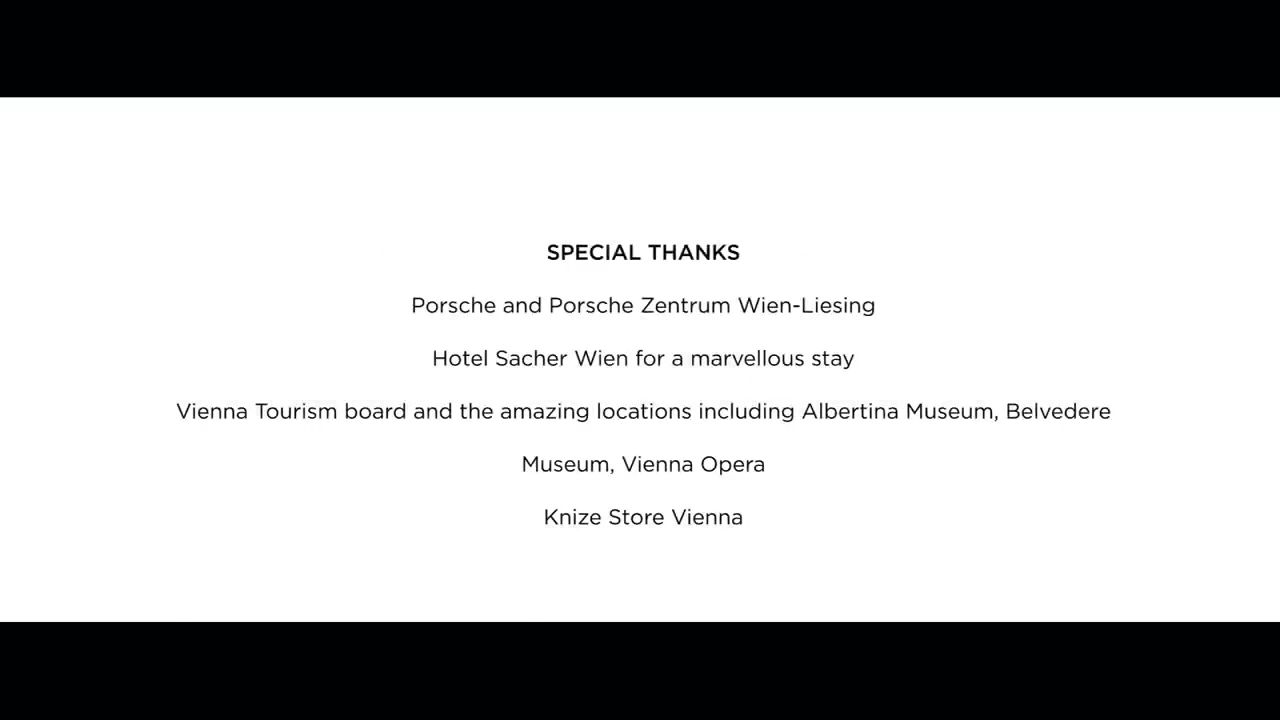 SPECIAL THANKS
Porsche and Porsche Zentrum Wien-Liesing
Hotel Sacher Wien for a marvellous stay
Vienna Tourism board and the amazing locations including Albertina Museum, Belvedere
Museum, Vienna Opera
Knize Store Vienna